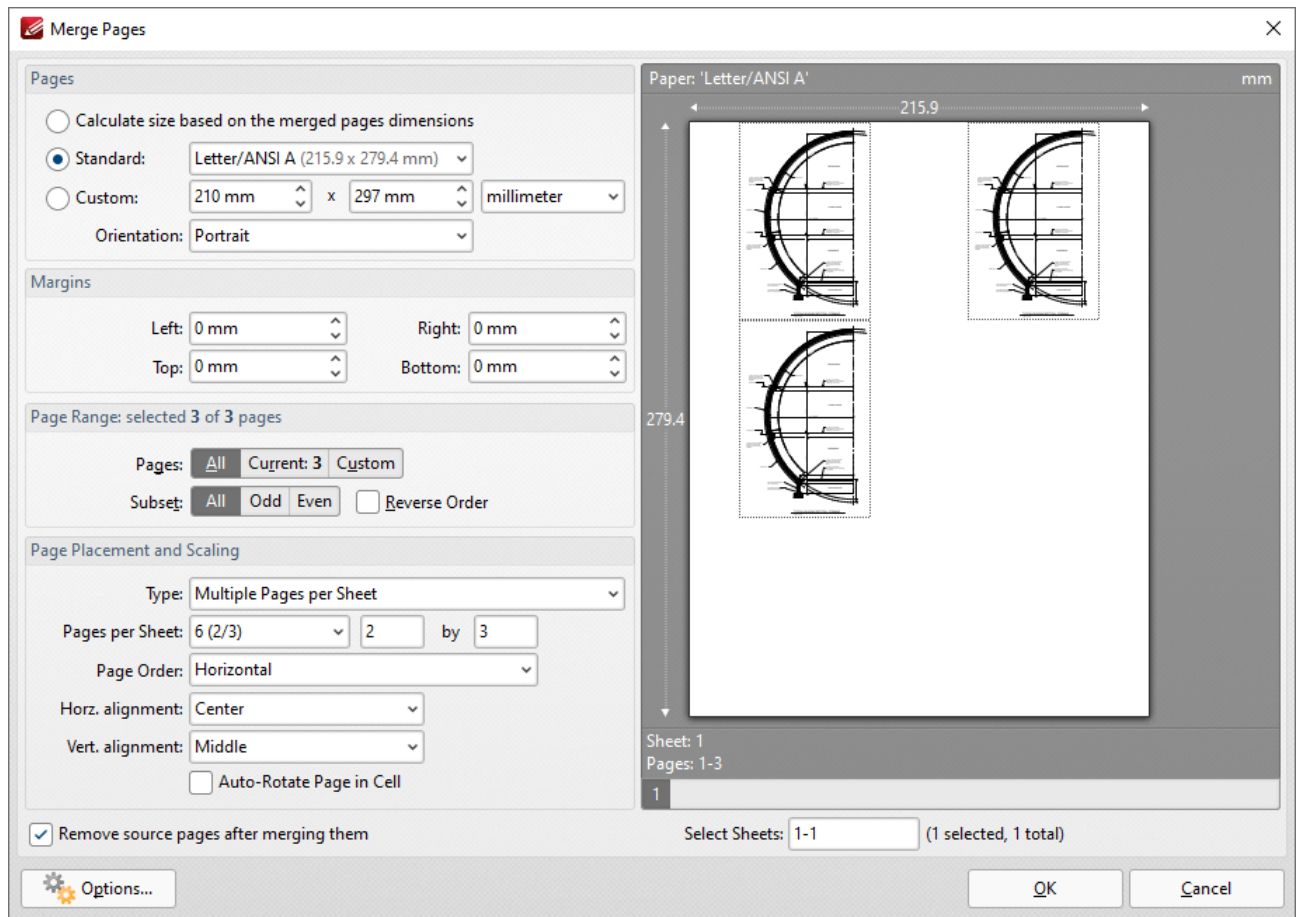 Merge Pages
Pages
Calculate size based on the merged pages dimensions
Standard: Letter/ANSI A (215.9 x 279.4 mm)
Custom: 210 mm x 297 mm millimeter
Orientation: Portrait
Margins
Left: 0 mm Right: 0 mm
Top: 0 mm Bottom: 0 mm
Page Range: selected 3 of 3 pages
Pages: All Current: 3 Custom
Subset: All Odd Even Reverse Order
Page Placement and Scaling
Type: Multiple Pages per Sheet
Pages per Sheet: 6 (2/3) 2 by 3
Page Order: Horizontal
Horz. alignment: Center
Vert. alignment: Middle
Auto-Rotate Page in Cell
Remove source pages after merging them
Options...
Paper: 'Letter/ANSI A' mm
215.9
279.4
Sheet: 1
Pages: 1-3
1
Select Sheets: 1-1 (1 selected, 1 total)
OK Cancel